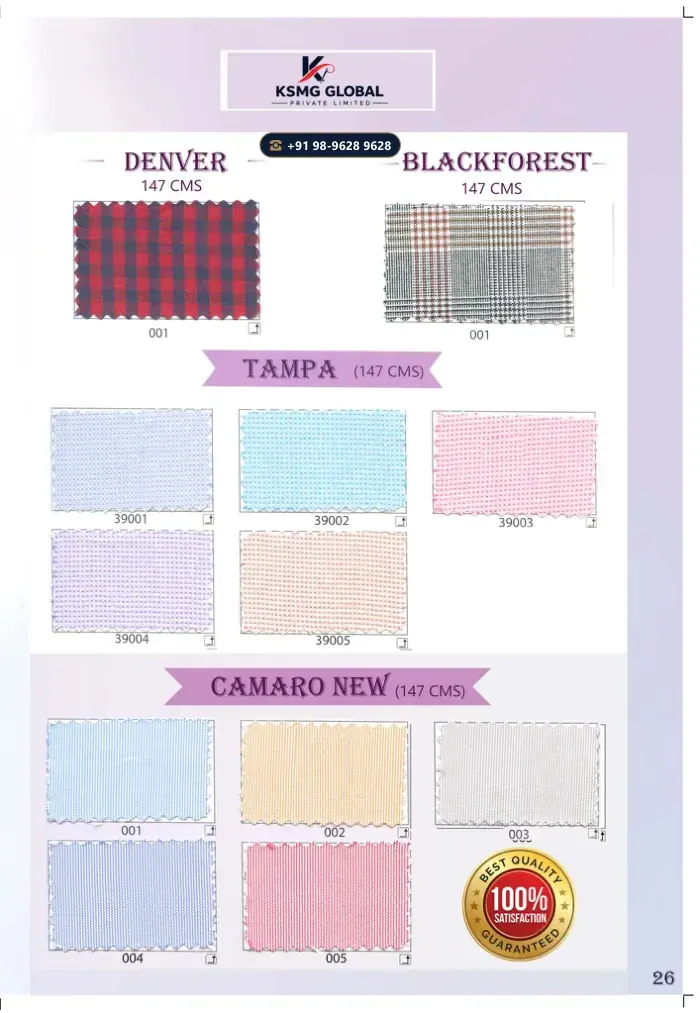 KSMG GLOBAL
PRIVATE LIMITED
☎ +91 98-9628 9628
DENVER
147 CMS
BLACKFOREST
147 CMS
001
001
TAMPA (147 CMS)
39001
39002
39003
39004
39005
CAMARO NEW (147 CMS)
001
002
003
004
005
BEST QUALITY
100%
SATISFACTION
GUARANTEED
26